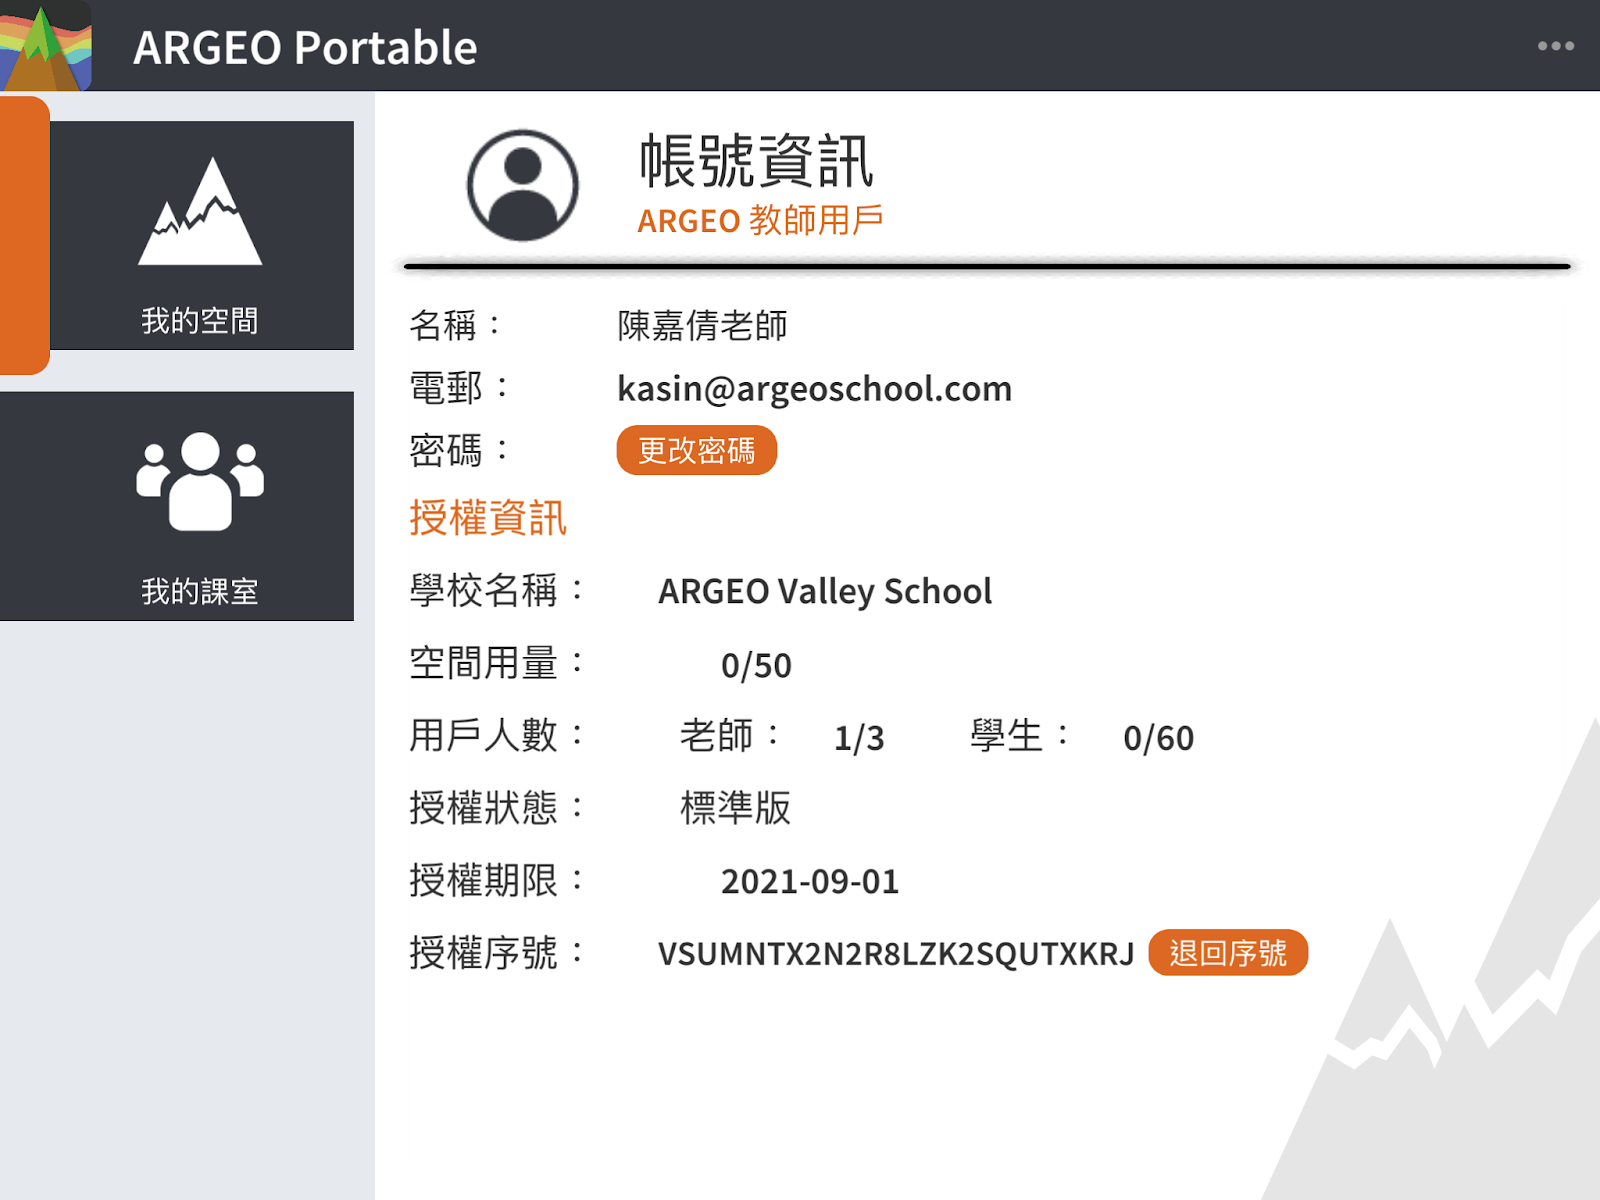 ARGEO Portable
我的空間
我的課室
帳號資訊
ARGEO 教師用戶
名稱： 陳嘉倩老師
電郵： kasin@argeoschool.com
密碼： 更改密碼
授權資訊
學校名稱： ARGEO Valley School
空間用量： 0/50
用戶人數： 老師： 1/3 學生： 0/60
授權狀態： 標準版
授權期限： 2021-09-01
授權序號： VSUMNTX2N2R8LZK2SQUTXKRJ 退回序號